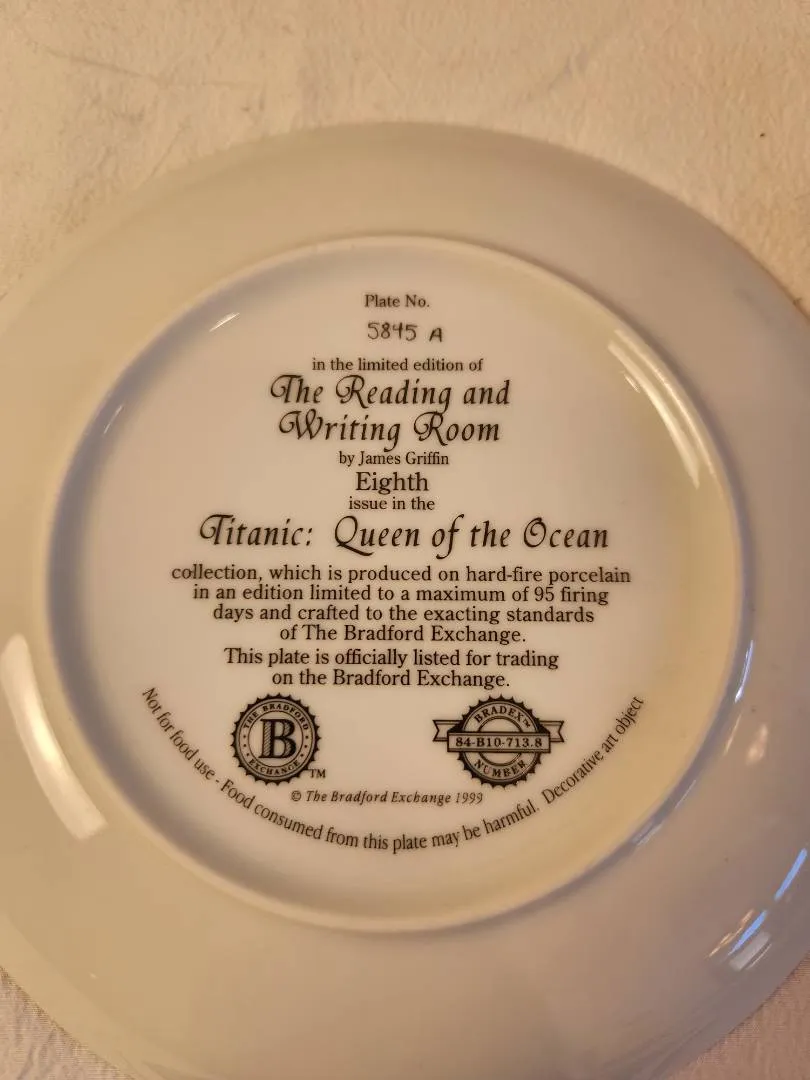 Plate No.
5845 A
in the limited edition of
The Reading and
Writing Room
by James Griffin
Eighth
issue in the
Titanic: Queen of the Ocean
collection, which is produced on hard-fire porcelain
in an edition limited to a maximum of 95 firing
days and crafted to the exacting standards
of The Bradford Exchange.
This plate is officially listed for trading
on the Bradford Exchange.
THE BRADFORD
B
EXCHANGE
TM
BRADEX™
84-B10-713.8
NUMBER
© The Bradford Exchange 1999
Not for food use - Food consumed from this plate may be harmful. Decorative art object